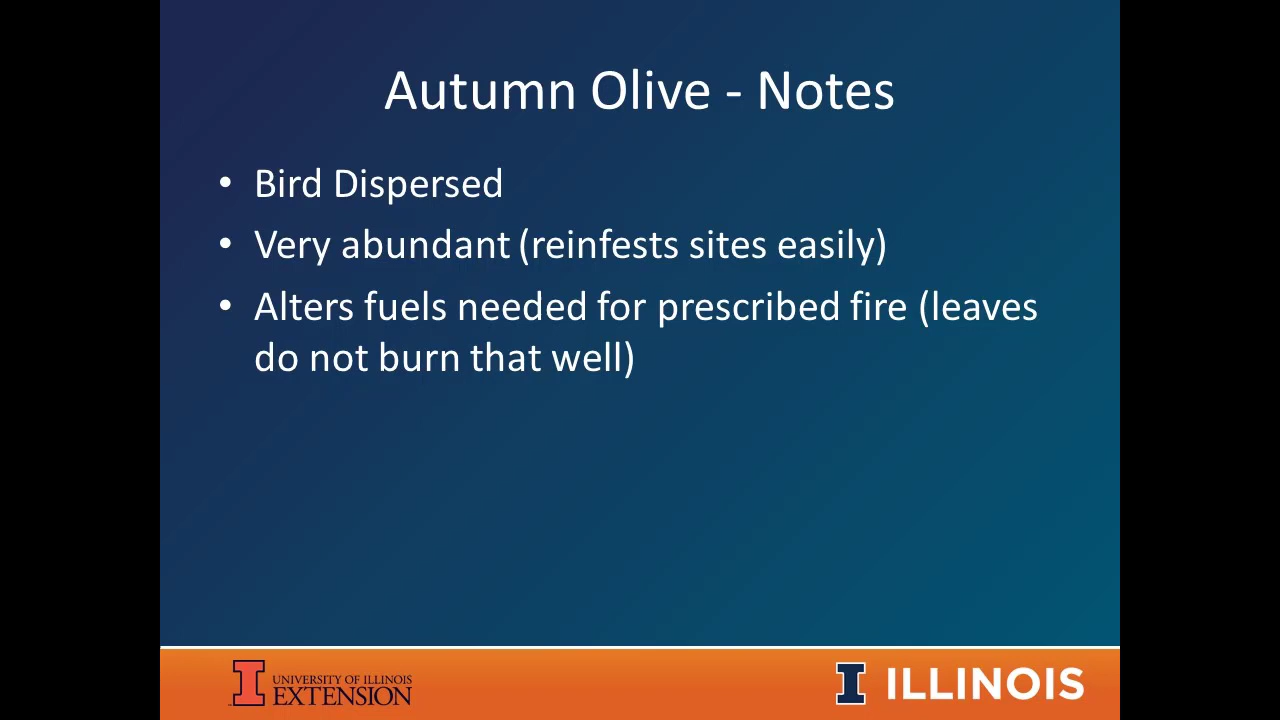 Autumn Olive - Notes
• Bird Dispersed
• Very abundant (reinfests sites easily)
• Alters fuels needed for prescribed fire (leaves
do not burn that well)
UNIVERSITY OF ILLINOIS
EXTENSION
ILLINOIS